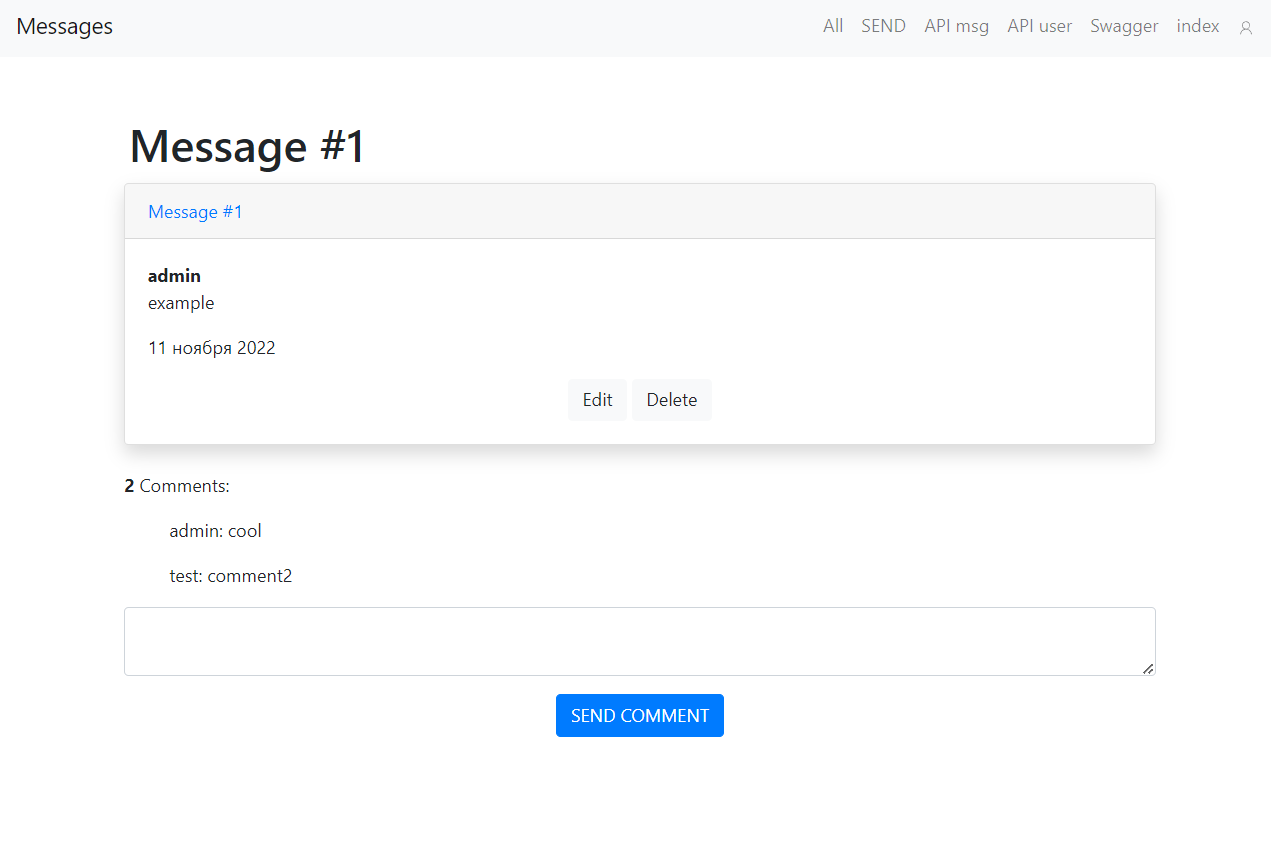 Messages All SEND API msg API user Swagger index
Message #1
Message #1
admin
example
11 ноября 2022
Edit Delete
2 Comments:
admin: cool
test: comment2
SEND COMMENT